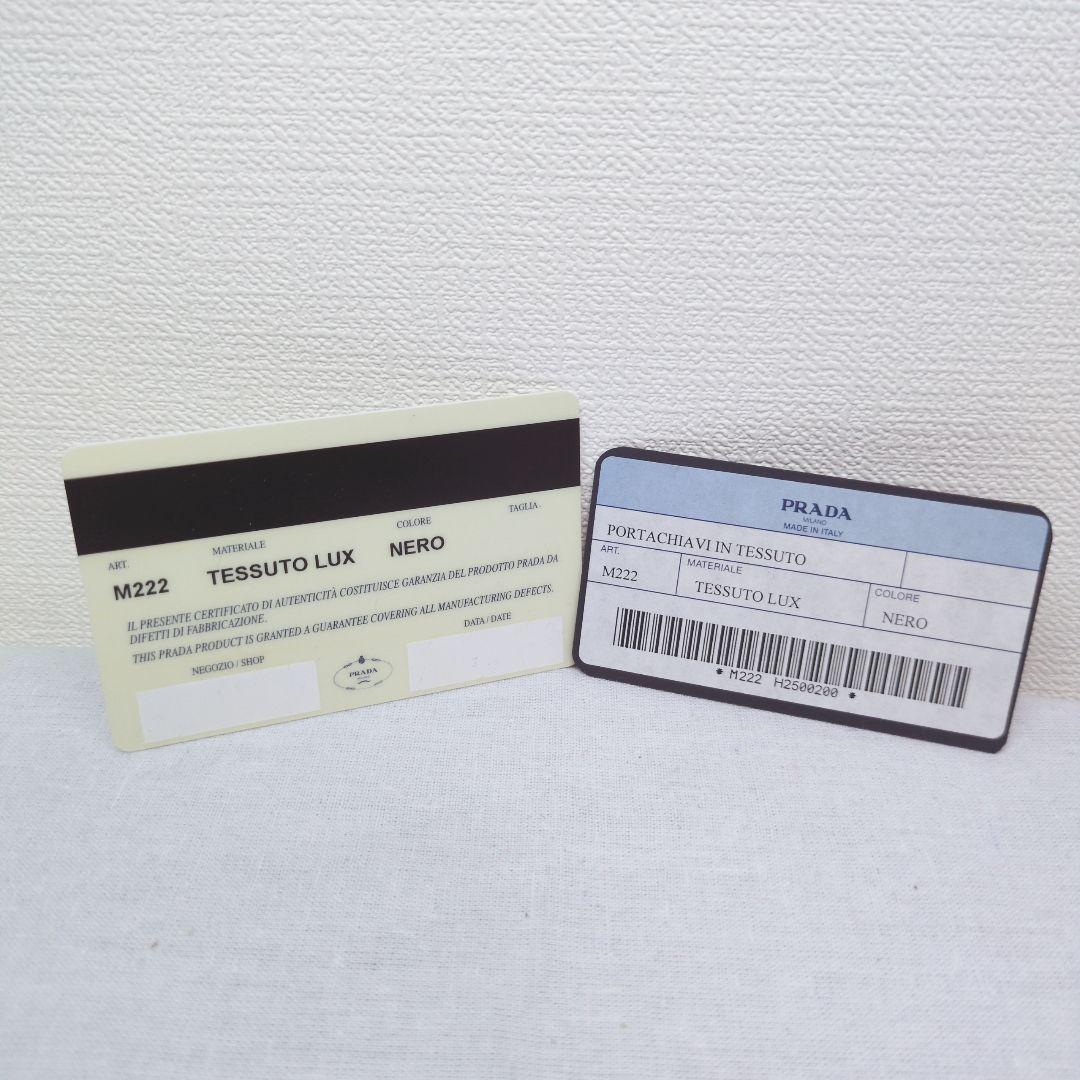 ART.
MATERIALE
COLORE
TAGLIA
M222
TESSUTO LUX
NERO
IL PRESENTE CERTIFICATO DI AUTENTICITÀ COSTITUISCE GARANZIA DEL PRODOTTO PRADA DA
DIFETTI DI FABBRICAZIONE.
THIS PRADA PRODUCT IS GRANTED A GUARANTEE COVERING ALL MANUFACTURING DEFECTS.
NEGOZIO / SHOP
DATA / DATE
PRADA
PRADA
MILANO
MADE IN ITALY
PORTACHIAVI IN TESSUTO
ART.
MATERIALE
COLORE
M222
TESSUTO LUX
NERO
* M222 H2500200 *